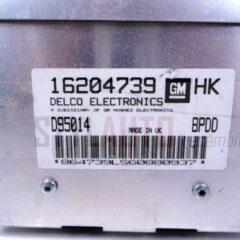 16204739 GM HK
DELCO ELECTRONICS
A SUBSIDIARY OF GM HUGHES ELECTRONICS
D95014 BPDD
MADE IN UK